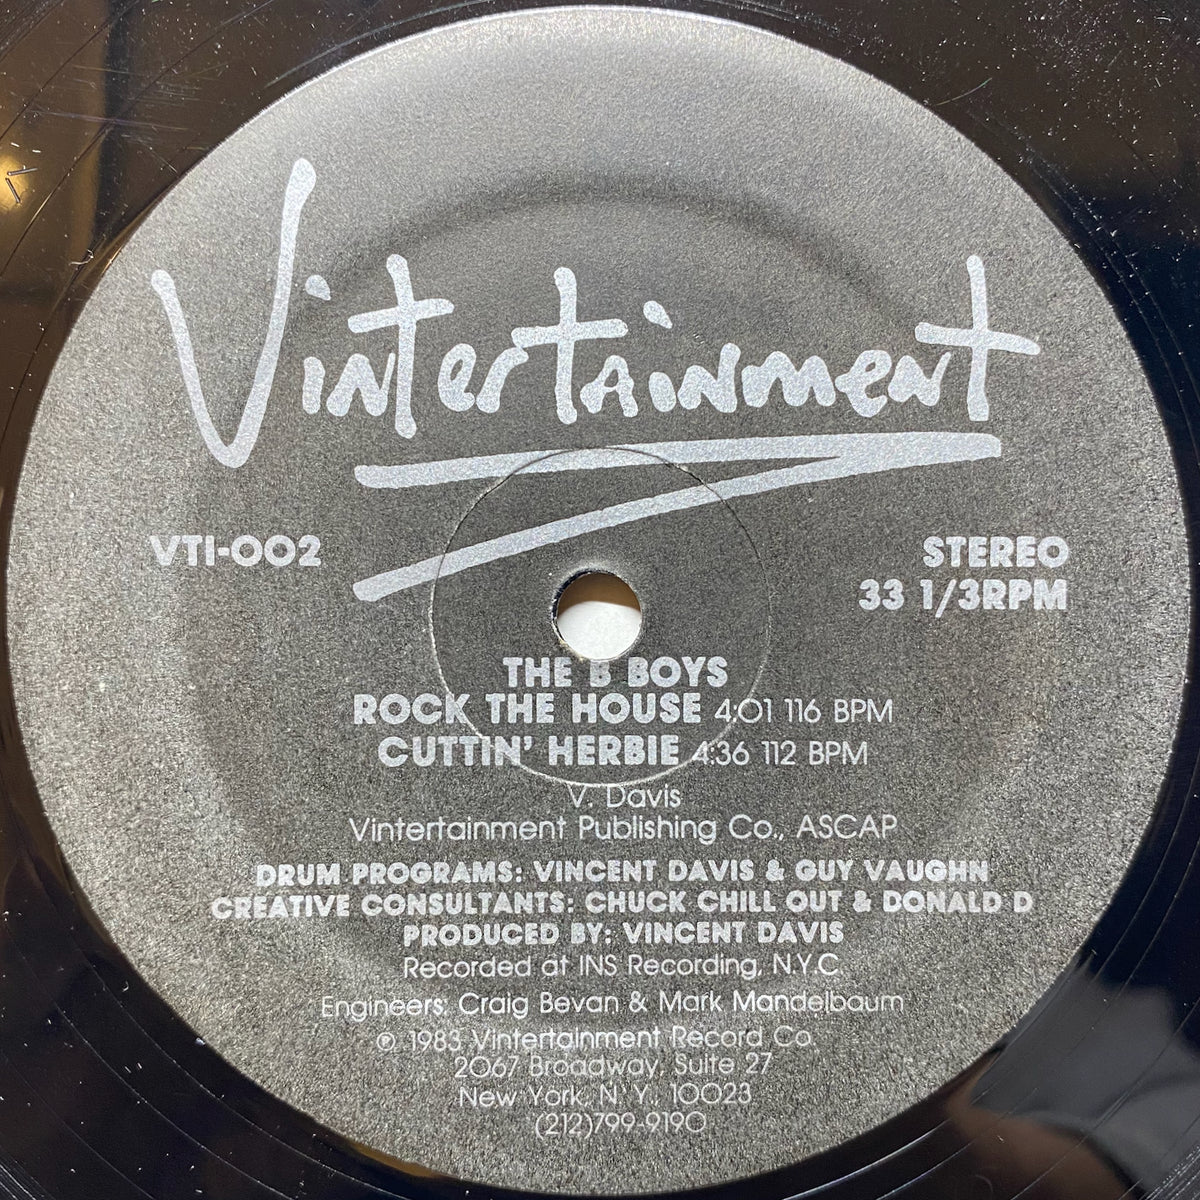 Vintertainment
VTI-002
STEREO
33 1/3RPM
THE B BOYS
ROCK THE HOUSE 4:01 116 BPM
CUTTIN' HERBIE 4:36 112 BPM
V. Davis
Vintertainment Publishing Co., ASCAP
DRUM PROGRAMS: VINCENT DAVIS & GUY VAUGHN
CREATIVE CONSULTANTS: CHUCK CHILL OUT & DONALD D
PRODUCED BY: VINCENT DAVIS
Recorded at INS Recording, N.Y.C.
Engineers: Craig Bevan & Mark Mandelbaum
℗ 1983 Vintertainment Record Co.
2067 Broadway, Suite 27
New York, N.Y. 10023
(212)799-9190